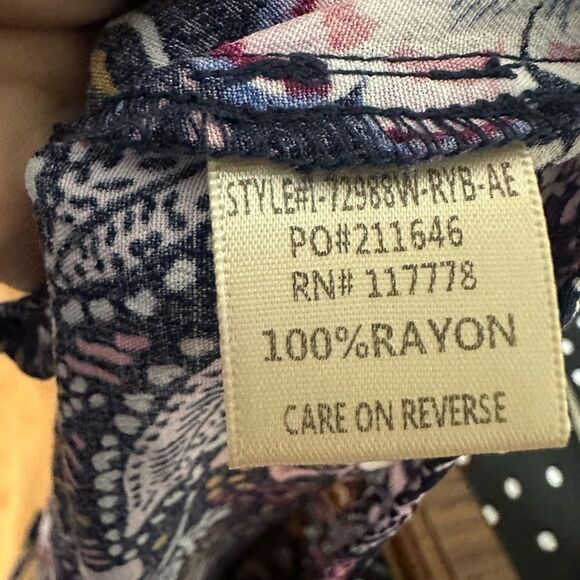 STYLE#I-72988W-RYB-AE
PO#211646
RN# 117778
100%RAYON
CARE ON REVERSE